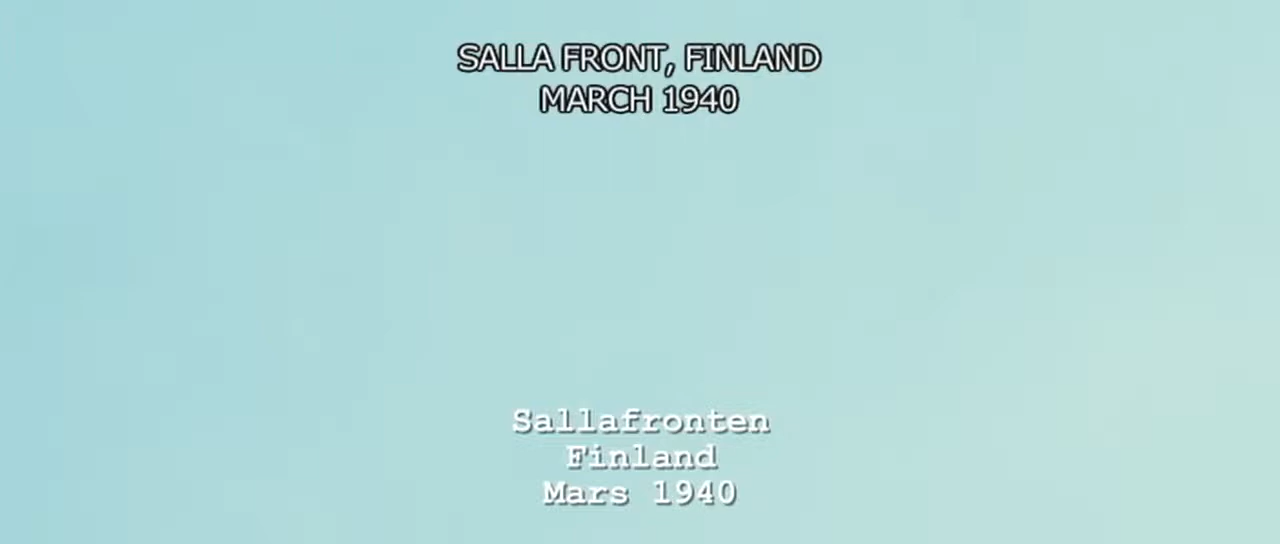 SALLA FRONT, FINLAND
MARCH 1940
Sallafronten
Finland
Mars 1940